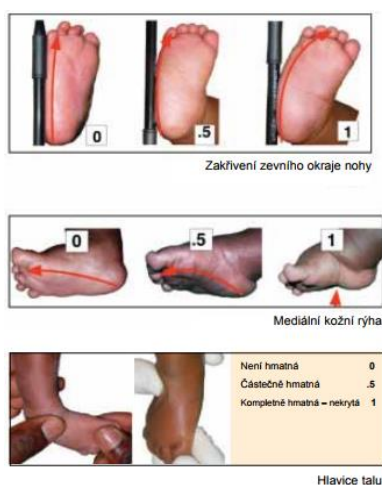 0 .5 1
Zakřivení zevního okraje nohy
0 .5 1
Mediální kožní rýha
Není hmatná 0
Částečně hmatná .5
Kompletně hmatná – nekrytá 1
Hlavice talu